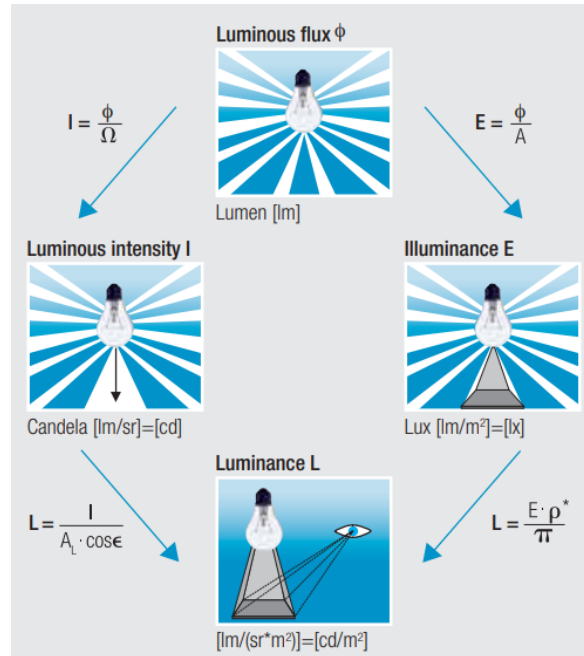 Luminous flux ϕ
I = ϕ/Ω
E = ϕ/A
Lumen [lm]
Luminous intensity I
Illuminance E
Candela [lm/sr]=[cd]
Lux [lm/m²]=[lx]
Luminance L
L = I/(A_L · cosϵ)
L = E · ρ*/π
[lm/(sr*m²)]=[cd/m²]